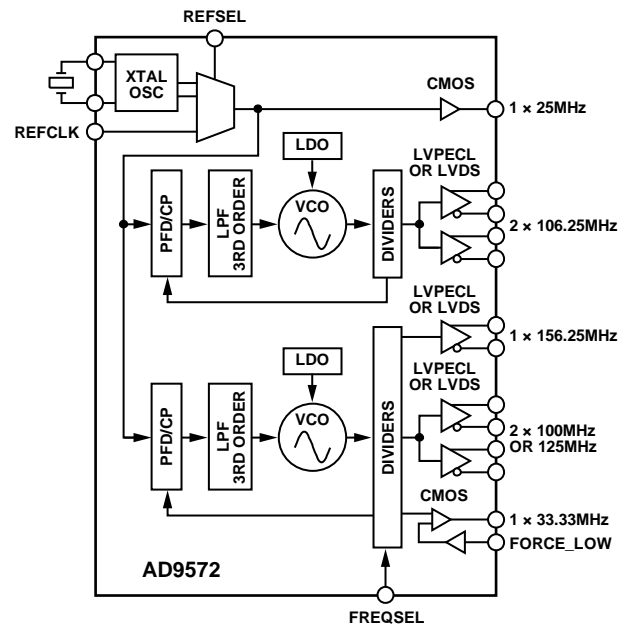 REFSEL
XTAL
OSC
REFCLK
CMOS
1 × 25MHz
LDO
LVPECL
OR LVDS
PFD/CP
LPF
3RD ORDER
VCO
DIVIDERS
2 × 106.25MHz
LVPECL
OR LVDS
1 × 156.25MHz
LDO
LVPECL
OR LVDS
PFD/CP
LPF
3RD ORDER
VCO
DIVIDERS
2 × 100MHz
OR 125MHz
CMOS
1 × 33.33MHz
FORCE_LOW
AD9572
FREQSEL